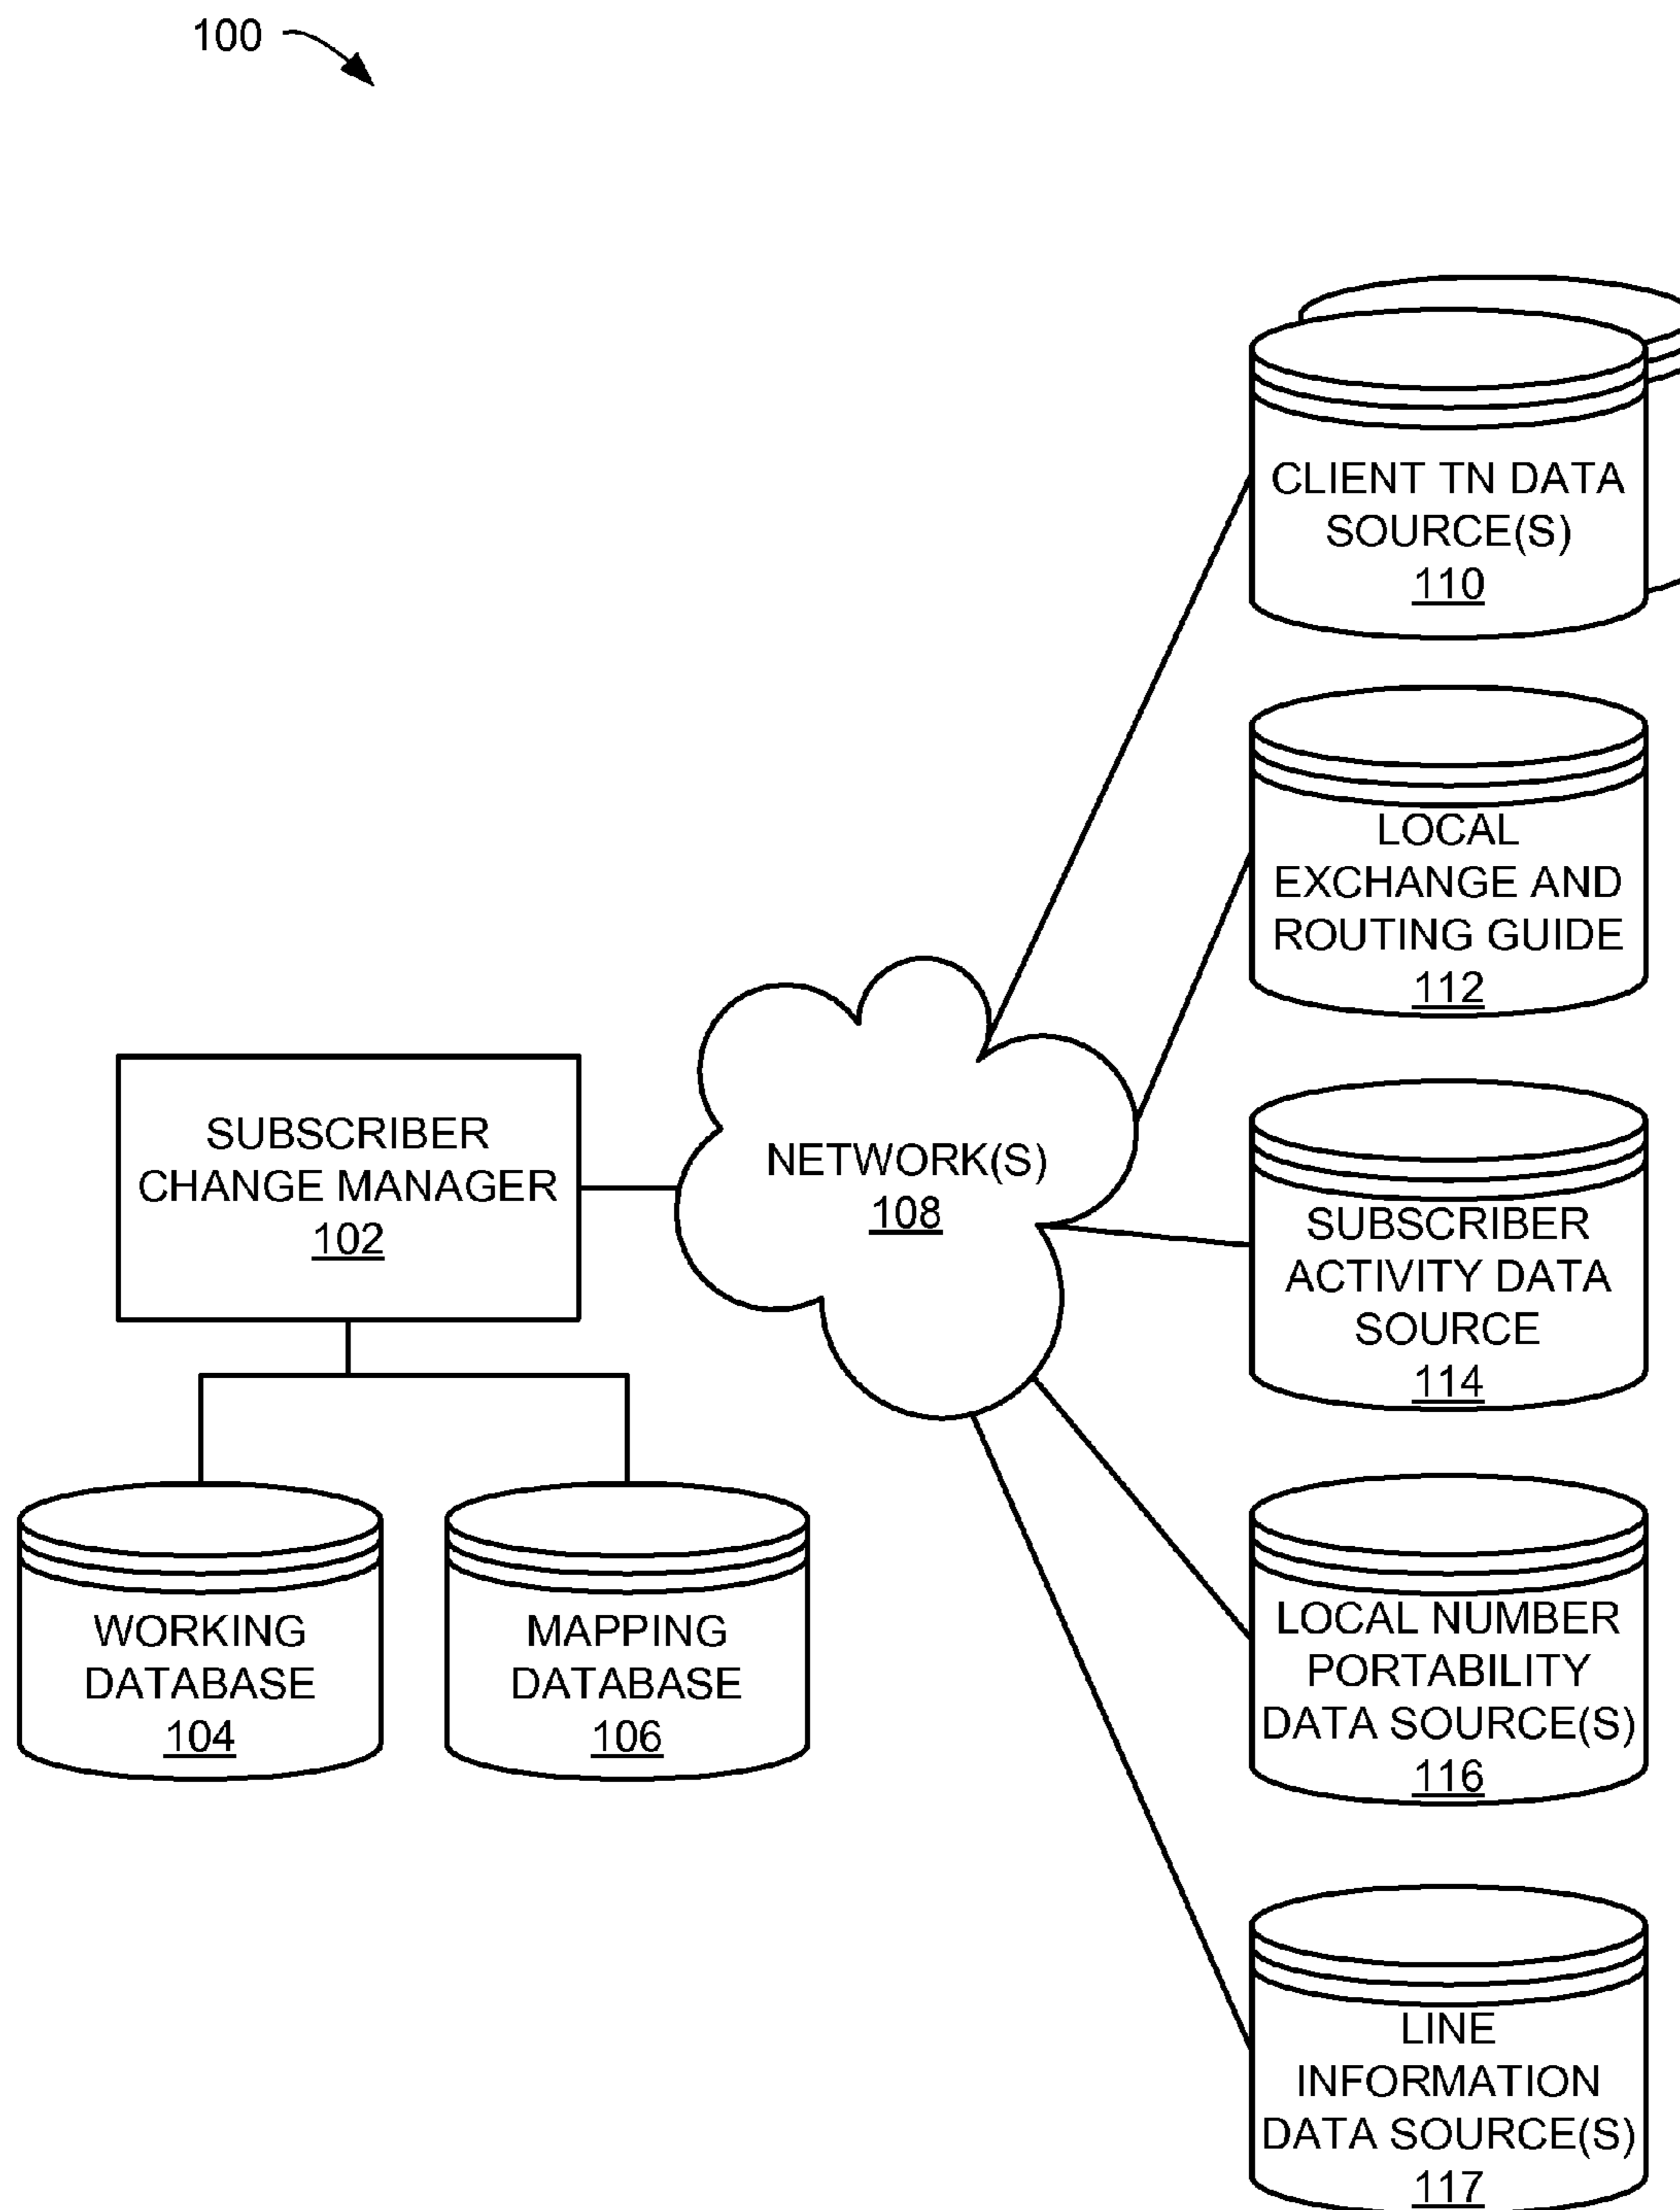 100
CLIENT TN DATA
SOURCE(S)
110
LOCAL
EXCHANGE AND
ROUTING GUIDE
112
SUBSCRIBER
CHANGE MANAGER
102
NETWORK(S)
108
SUBSCRIBER
ACTIVITY DATA
SOURCE
114
WORKING
DATABASE
104
MAPPING
DATABASE
106
LOCAL NUMBER
PORTABILITY
DATA SOURCE(S)
116
LINE
INFORMATION
DATA SOURCE(S)
117